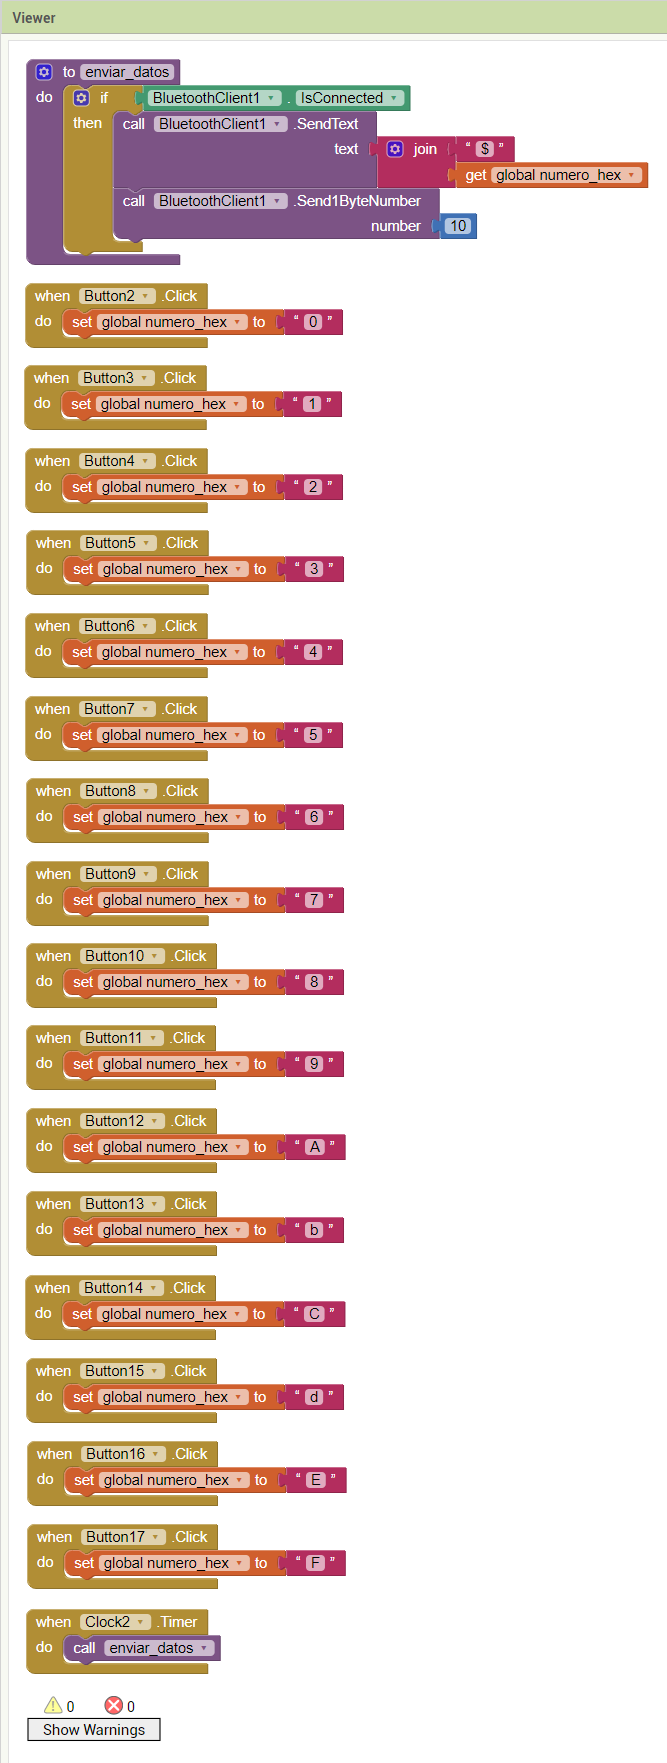 Viewer
to enviar_datos
do if BluetoothClient1 . IsConnected
then call BluetoothClient1 .SendText
text join “ $ ”
get global numero_hex
call BluetoothClient1 .Send1ByteNumber
number 10
when Button2 .Click
do set global numero_hex to “ 0 ”
when Button3 .Click
do set global numero_hex to “ 1 ”
when Button4 .Click
do set global numero_hex to “ 2 ”
when Button5 .Click
do set global numero_hex to “ 3 ”
when Button6 .Click
do set global numero_hex to “ 4 ”
when Button7 .Click
do set global numero_hex to “ 5 ”
when Button8 .Click
do set global numero_hex to “ 6 ”
when Button9 .Click
do set global numero_hex to “ 7 ”
when Button10 .Click
do set global numero_hex to “ 8 ”
when Button11 .Click
do set global numero_hex to “ 9 ”
when Button12 .Click
do set global numero_hex to “ A ”
when Button13 .Click
do set global numero_hex to “ b ”
when Button14 .Click
do set global numero_hex to “ C ”
when Button15 .Click
do set global numero_hex to “ d ”
when Button16 .Click
do set global numero_hex to “ E ”
when Button17 .Click
do set global numero_hex to “ F ”
when Clock2 .Timer
do call enviar_datos
0 0
Show Warnings